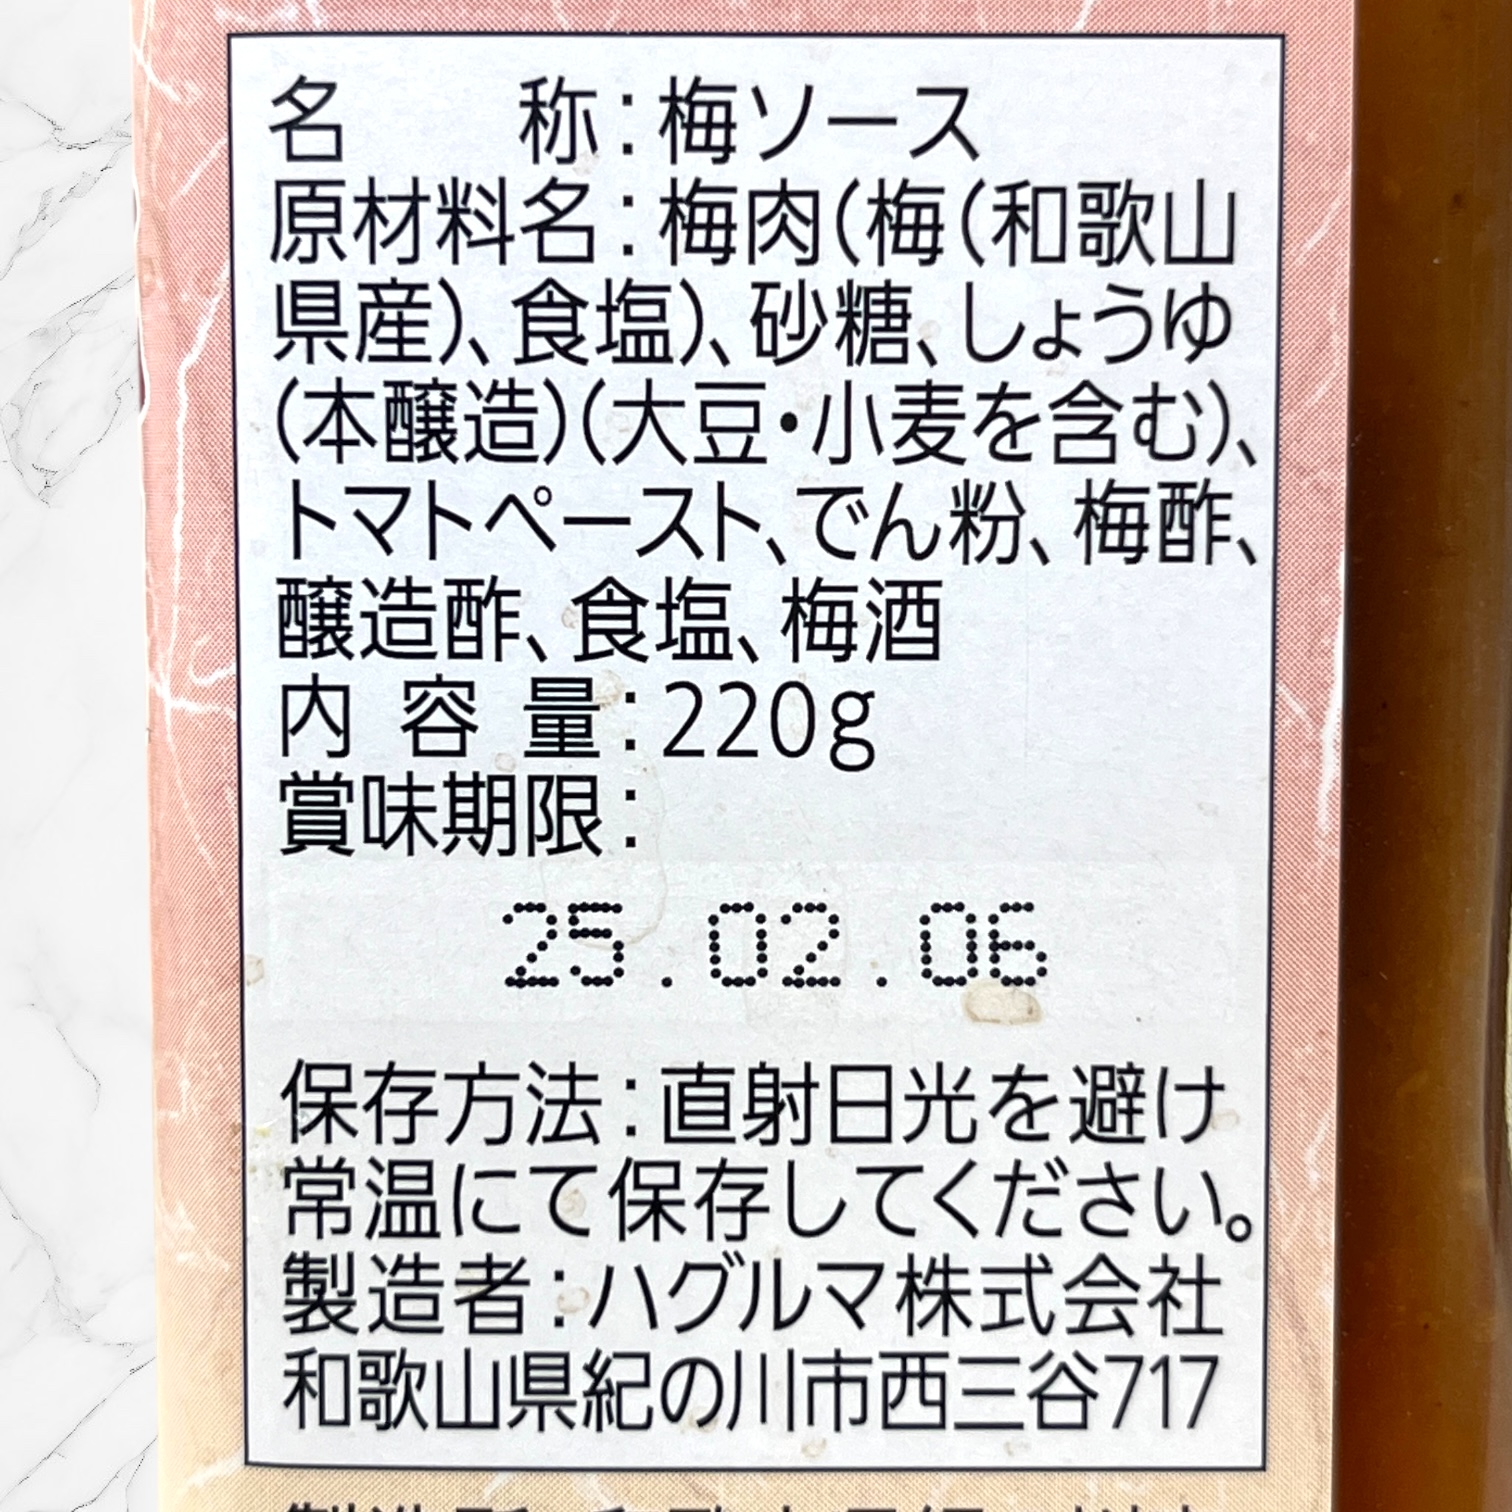 名称:梅ソース
原材料名:梅肉(梅(和歌山
県産)、食塩)、砂糖、しょうゆ
(本醸造)(大豆・小麦を含む)、
トマトペースト、でん粉、梅酢、
醸造酢、食塩、梅酒
内容量:220g
賞味期限:
25.02.06
保存方法:直射日光を避け
常温にて保存してください。
製造者:ハグルマ株式会社
和歌山県紀の川市西三谷717